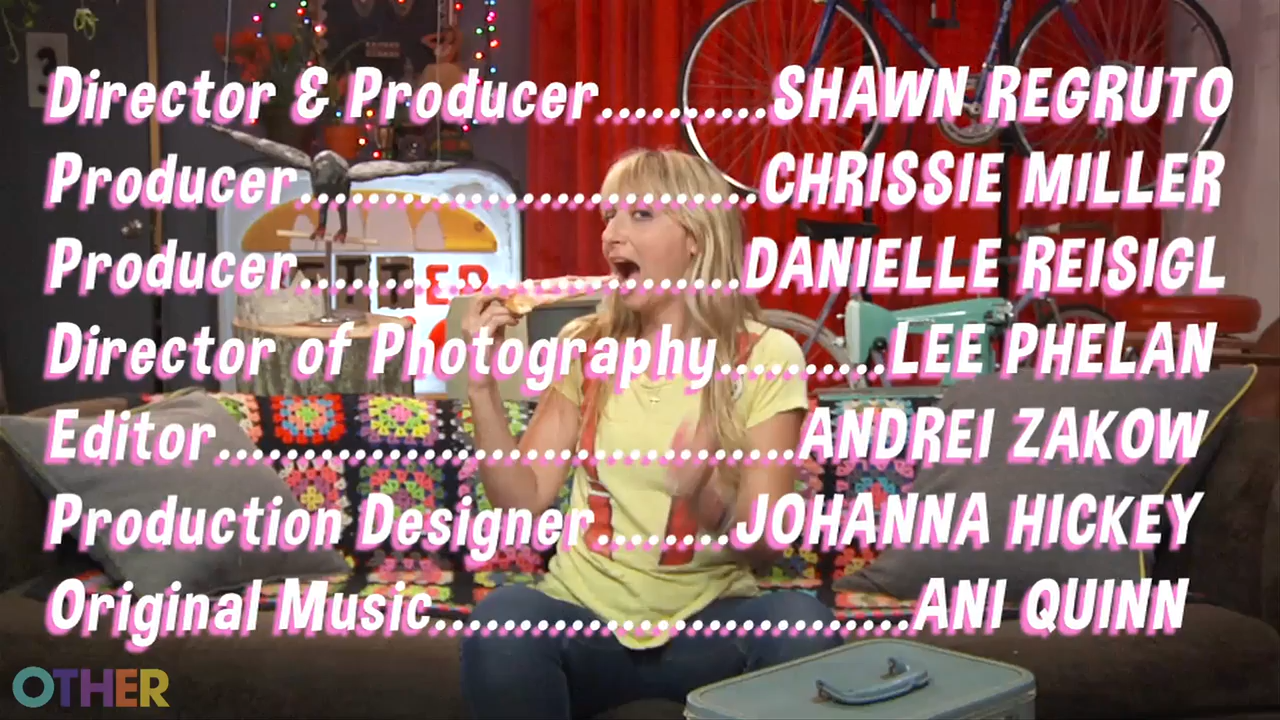 Director & Producer..........SHAWN REGRUTO
Producer...........................CHRISSIE MILLER
Producer..........................DANIELLE REISIGL
Director of Photography..........LEE PHELAN
Editor..................................ANDREI ZAKOW
Production Designer........JOHANNA HICKEY
Original Music............................ANI QUINN
OTHER